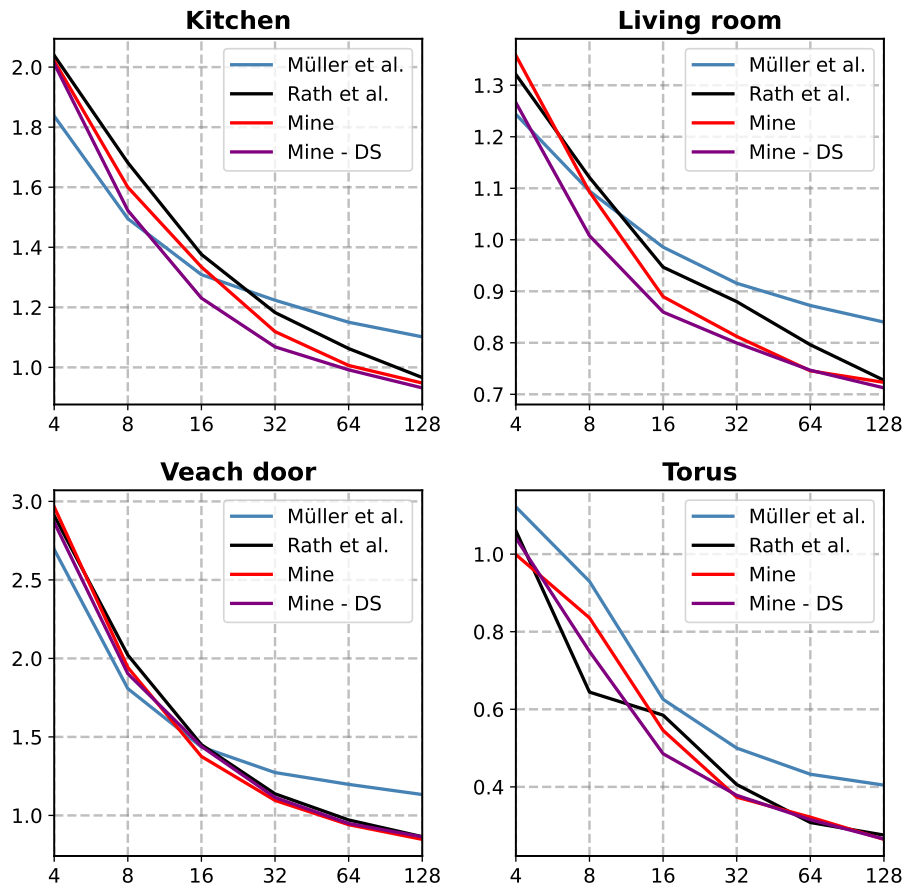 Kitchen
2.0
1.8
1.6
1.4
1.2
1.0
4 8 16 32 64 128
Müller et al.
Rath et al.
Mine
Mine - DS
Living room
1.3
1.2
1.1
1.0
0.9
0.8
0.7
4 8 16 32 64 128
Müller et al.
Rath et al.
Mine
Mine - DS
Veach door
3.0
2.5
2.0
1.5
1.0
4 8 16 32 64 128
Müller et al.
Rath et al.
Mine
Mine - DS
Torus
1.0
0.8
0.6
0.4
4 8 16 32 64 128
Müller et al.
Rath et al.
Mine
Mine - DS